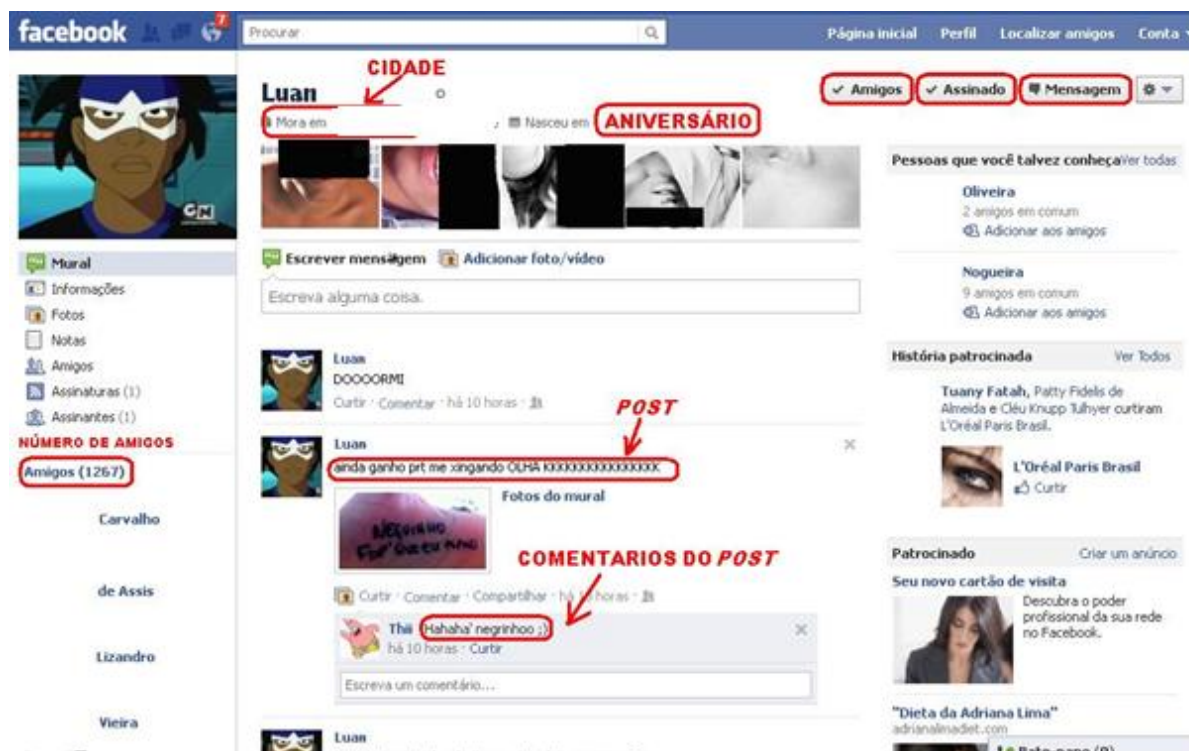 facebook
7
Procurar
Página inicial Perfil Localizar amigos Conta
CIDADE
Luan
Mora em , Nasceu em ANIVERSÁRIO
Amigos
Assinado
Mensagem
CN
Mural
Informações
Fotos
Notas
Amigos
Assinaturas (1)
Assinantes (1)
NÚMERO DE AMIGOS
Amigos (1267)
Carvalho
de Assis
Lizandro
Vieira
Escrever mensagem Adicionar foto/vídeo
Escreva alguma coisa.
Luan
DOOOORMI
Curtir · Comentar · há 10 horas ·
POST
Luan
ainda ganho prt me xingando OLHA KKKKKKKKKKKKKKKK
Fotos do mural
NEGUINHO
COMENTARIOS DO POST
Curtir · Comentar · Compartilhar · há horas ·
Thii Hahaha' negrinhoo ;)
há 10 horas · Curtir
Escreva um comentário...
Luan
Pessoas que você talvez conheça Ver todas
Oliveira
2 amigos em comum
Adicionar aos amigos
Nogueira
9 amigos em comum
Adicionar aos amigos
História patrocinada Ver Todos
Tuany Fatah, Patty Fidelis de
Almeida e Cléu Knupp Tulhyer curtiram
L'Oréal Paris Brasil.
L'Oréal Paris Brasil
Curtir
Patrocinado Criar um anúncio
Seu novo cartão de visita
Descubra o poder
profissional da sua rede
no Facebook.
"Dieta da Adriana Lima"
adrianalimadiet.com